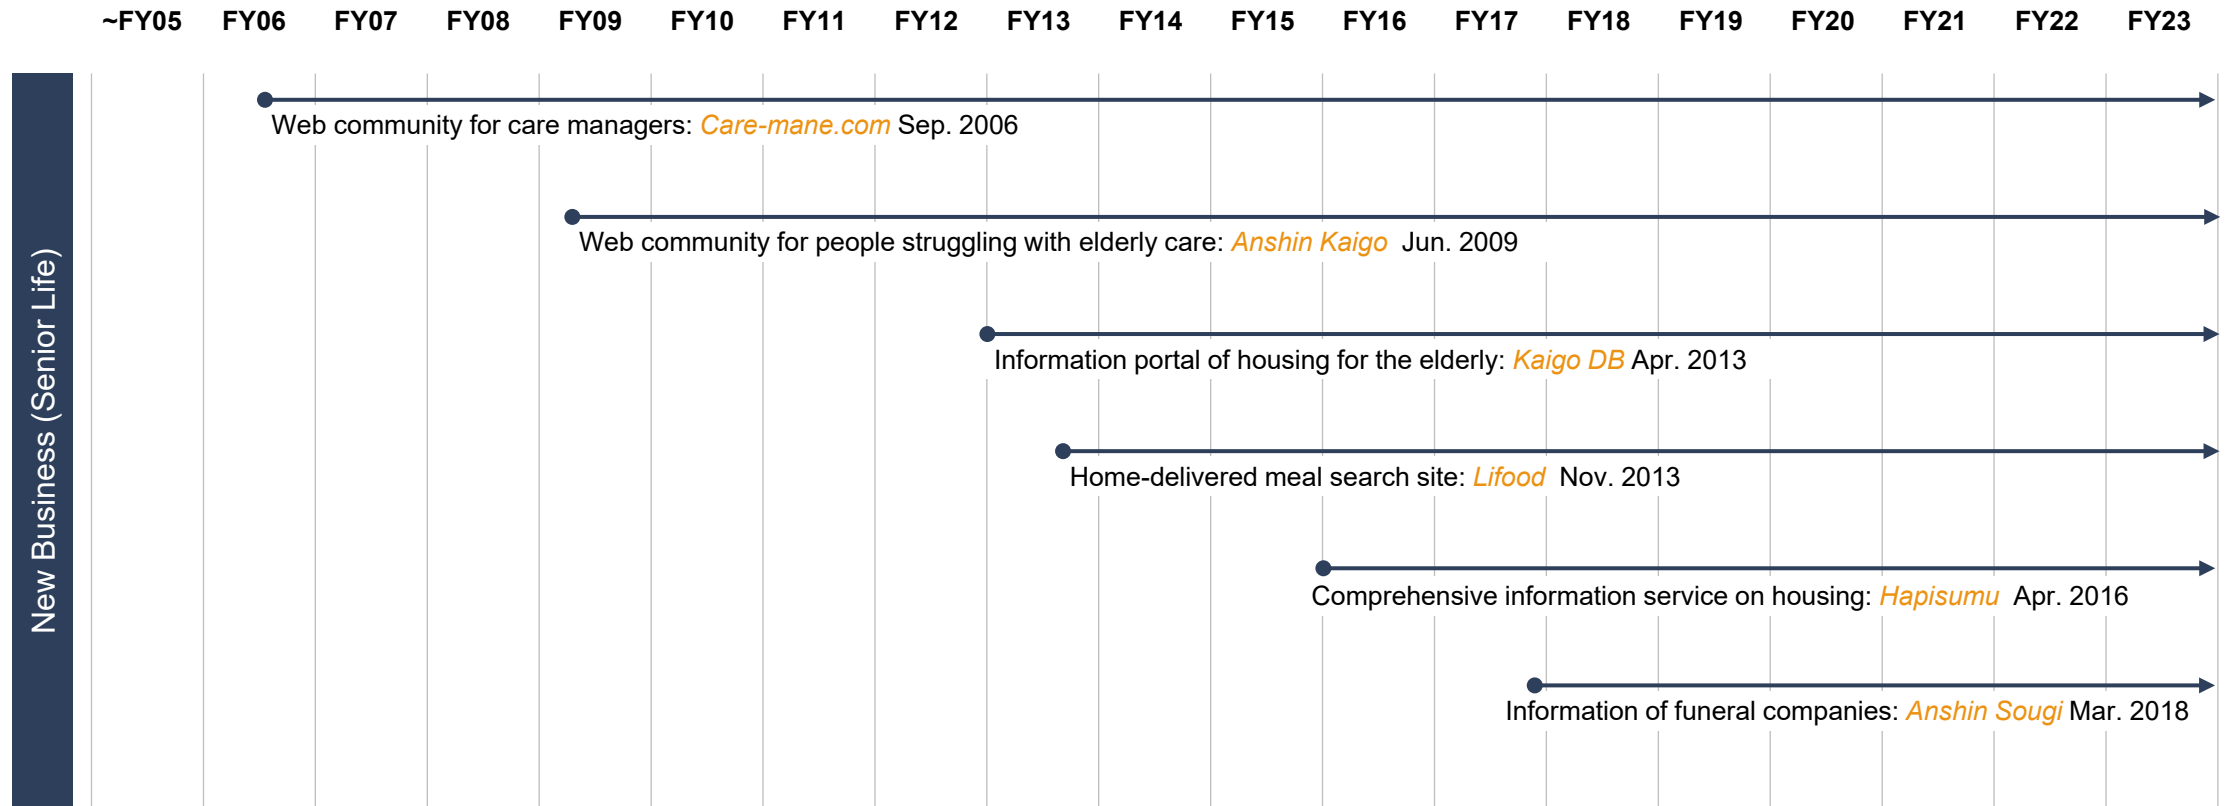 ~FY05 FY06 FY07 FY08 FY09 FY10 FY11 FY12 FY13 FY14 FY15 FY16 FY17 FY18 FY19 FY20 FY21 FY22 FY23
New Business (Senior Life)
Web community for care managers: Care-mane.com Sep. 2006
Web community for people struggling with elderly care: Anshin Kaigo Jun. 2009
Information portal of housing for the elderly: Kaigo DB Apr. 2013
Home-delivered meal search site: Lifood Nov. 2013
Comprehensive information service on housing: Hapisumu Apr. 2016
Information of funeral companies: Anshin Sougi Mar. 2018